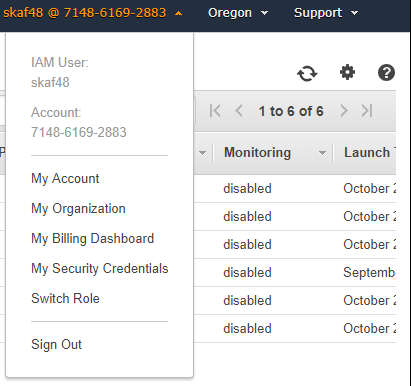 skaf48 @ 7148-6169-2883 Oregon Support
IAM User:
skaf48
Account:
7148-6169-2883
My Account
My Organization
My Billing Dashboard
My Security Credentials
Switch Role
Sign Out
1 to 6 of 6
Monitoring Launch T
disabled October 2
disabled October 2
disabled Septemb
disabled October 2
disabled October 2
disabled October 2